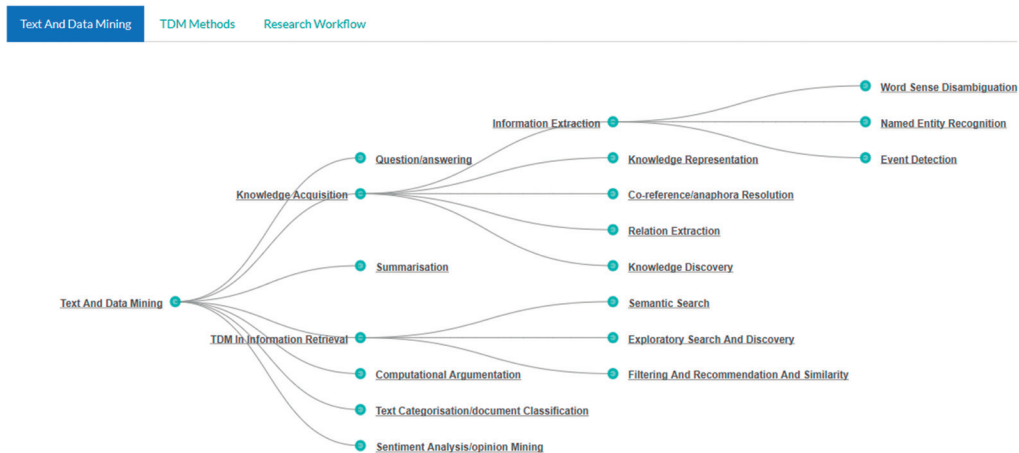 Text And Data Mining TDM Methods Research Workflow
Word Sense Disambiguation
Information Extraction Named Entity Recognition
Question/answering Knowledge Representation Event Detection
Knowledge Acquisition Co-reference/anaphora Resolution
Relation Extraction
Summarisation Knowledge Discovery
Text And Data Mining Semantic Search
TDM In Information Retrieval Exploratory Search And Discovery
Computational Argumentation Filtering And Recommendation And Similarity
Text Categorisation/document Classification
Sentiment Analysis/opinion Mining